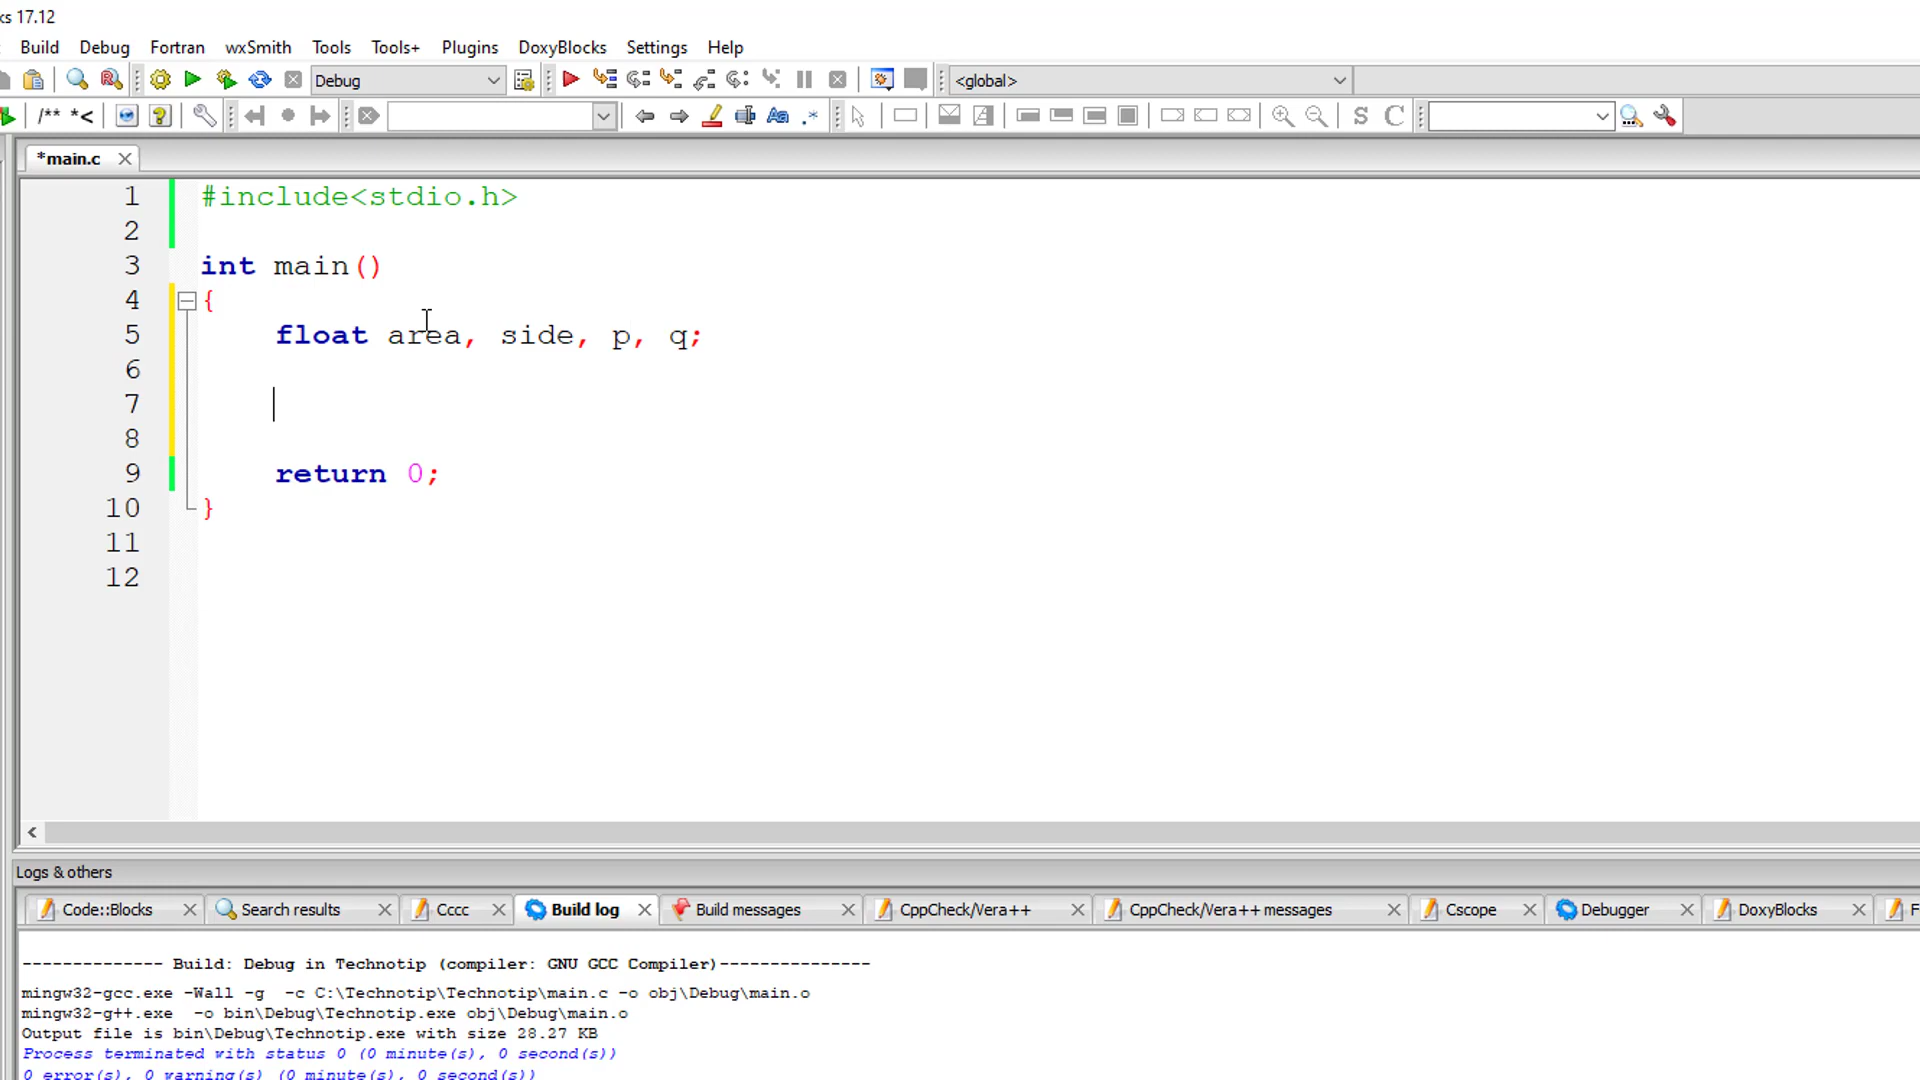 ks 17.12
Build Debug Fortran wxSmith Tools Tools+ Plugins DoxyBlocks Settings Help
Debug <global>
/** *< Aa .* S C
*main.c
1 #include<stdio.h>
2
3 int main()
4 {
5 float area, side, p, q;
6
7
8
9 return 0;
10 }
11
12
Logs & others
Code::Blocks Search results Cccc Build log Build messages CppCheck/Vera++ CppCheck/Vera++ messages Cscope Debugger DoxyBlocks F
-------------- Build: Debug in Technotip (compiler: GNU GCC Compiler)---------------
mingw32-gcc.exe -Wall -g -c C:\Technotip\Technotip\main.c -o obj\Debug\main.o
mingw32-g++.exe -o bin\Debug\Technotip.exe obj\Debug\main.o
Output file is bin\Debug\Technotip.exe with size 28.27 KB
Process terminated with status 0 (0 minute(s), 0 second(s))
0 error(s), 0 warning(s) (0 minute(s), 0 second(s))